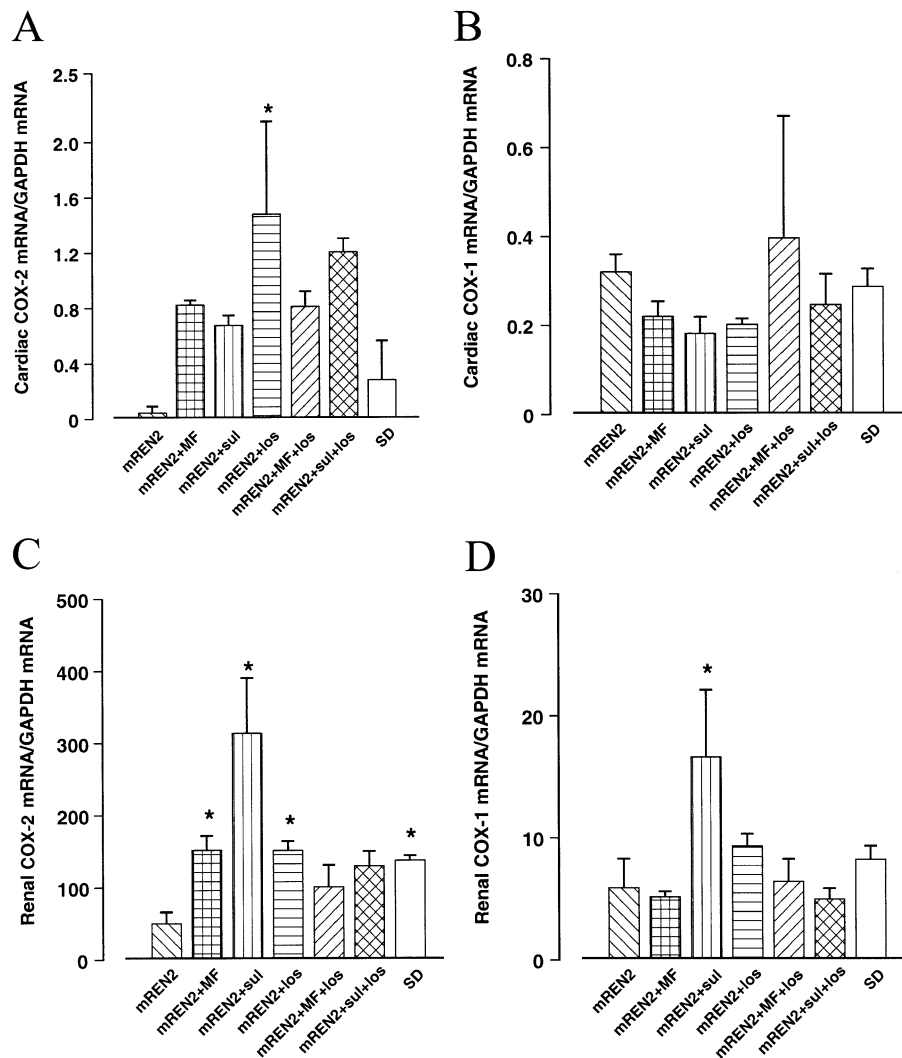 A
Cardiac COX-2 mRNA/GAPDH mRNA
2.5
2.0
1.6
1.2
0.8
0.4
0
*
mREN2
mREN2+MF
mREN2+sul
mREN2+los
mREN2+MF+los
mREN2+sul+los
SD
B
Cardiac COX-1 mRNA/GAPDH mRNA
0.8
0.6
0.4
0.2
0
mREN2
mREN2+MF
mREN2+sul
mREN2+los
mREN2+MF+los
mREN2+sul+los
SD
C
Renal COX-2 mRNA/GAPDH mRNA
500
400
300
200
100
0
*
*
*
*
mREN2
mREN2+MF
mREN2+sul
mREN2+los
mREN2+MF+los
mREN2+sul+los
SD
D
Renal COX-1 mRNA/GAPDH mRNA
30
20
10
0
*
mREN2
mREN2+MF
mREN2+sul
mREN2+los
mREN2+MF+los
mREN2+sul+los
SD